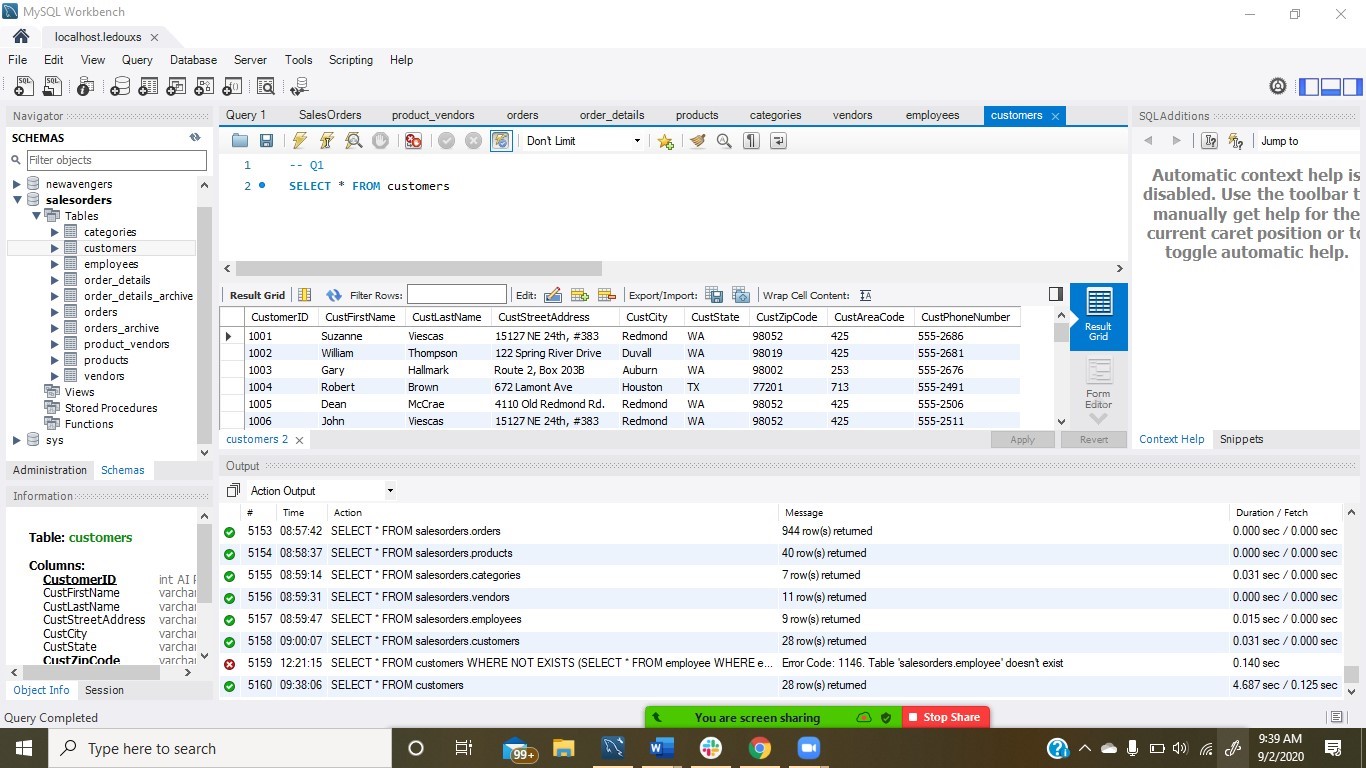 MySQL Workbench
localhost.ledouxs
File Edit View Query Database Server Tools Scripting Help
Navigator
SCHEMAS
Filter objects
newavengers
salesorders
Tables
categories
customers
employees
order_details
order_details_archive
orders
orders_archive
product_vendors
products
vendors
Views
Stored Procedures
Functions
sys
Administration Schemas
Information
Table: customers
Columns:
CustomerID int AI
CustFirstName varcha
CustLastName varcha
CustStreetAddress varcha
CustCity varcha
CustState varcha
CustZipCode varcha
Object Info Session
Query Completed
Query 1 SalesOrders product_vendors orders order_details products categories vendors employees customers
Don't Limit
1 -- Q1
2 SELECT * FROM customers
Result Grid Filter Rows: Edit: Export/Import: Wrap Cell Content: IA
CustomerID CustFirstName CustLastName CustStreetAddress CustCity CustState CustZipCode CustAreaCode CustPhoneNumber
1001 Suzanne Viescas 15127 NE 24th, #383 Redmond WA 98052 425 555-2686
1002 William Thompson 122 Spring River Drive Duvall WA 98019 425 555-2681
1003 Gary Hallmark Route 2, Box 203B Auburn WA 98002 253 555-2676
1004 Robert Brown 672 Lamont Ave Houston TX 77201 713 555-2491
1005 Dean McCrae 4110 Old Redmond Rd. Redmond WA 98052 425 555-2506
1006 John Viescas 15127 NE 24th, #383 Redmond WA 98052 425 555-2511
Result
Grid
Form
Editor
customers 2
Apply Revert
SQLAdditions
Jump to
Automatic context help is
disabled. Use the toolbar t
manually get help for the
current caret position or to
toggle automatic help.
Context Help Snippets
Output
Action Output
# Time Action Message Duration / Fetch
5153 08:57:42 SELECT * FROM salesorders.orders 944 row(s) returned 0.000 sec / 0.000 sec
5154 08:58:37 SELECT * FROM salesorders.products 40 row(s) returned 0.000 sec / 0.000 sec
5155 08:59:14 SELECT * FROM salesorders.categories 7 row(s) returned 0.031 sec / 0.000 sec
5156 08:59:31 SELECT * FROM salesorders.vendors 11 row(s) returned 0.000 sec / 0.000 sec
5157 08:59:47 SELECT * FROM salesorders.employees 9 row(s) returned 0.015 sec / 0.000 sec
5158 09:00:07 SELECT * FROM salesorders.customers 28 row(s) returned 0.031 sec / 0.000 sec
5159 12:21:15 SELECT * FROM customers WHERE NOT EXISTS (SELECT * FROM employee WHERE e... Error Code: 1146. Table 'salesorders.employee' doesn't exist 0.140 sec
5160 09:38:06 SELECT * FROM customers 28 row(s) returned 4.687 sec / 0.125 sec
You are screen sharing Stop Share
Type here to search
99+
9:39 AM
9/2/2020